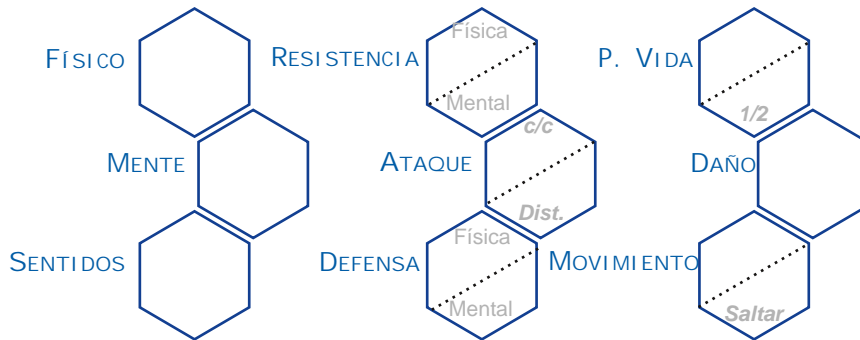 FÍSICO
MENTE
SENTIDOS
RESISTENCIA
Física
Mental
ATAQUE
c/c
Dist.
DEFENSA
Física
Mental
P. VIDA
1/2
DAÑO
MOVIMIENTO
Saltar